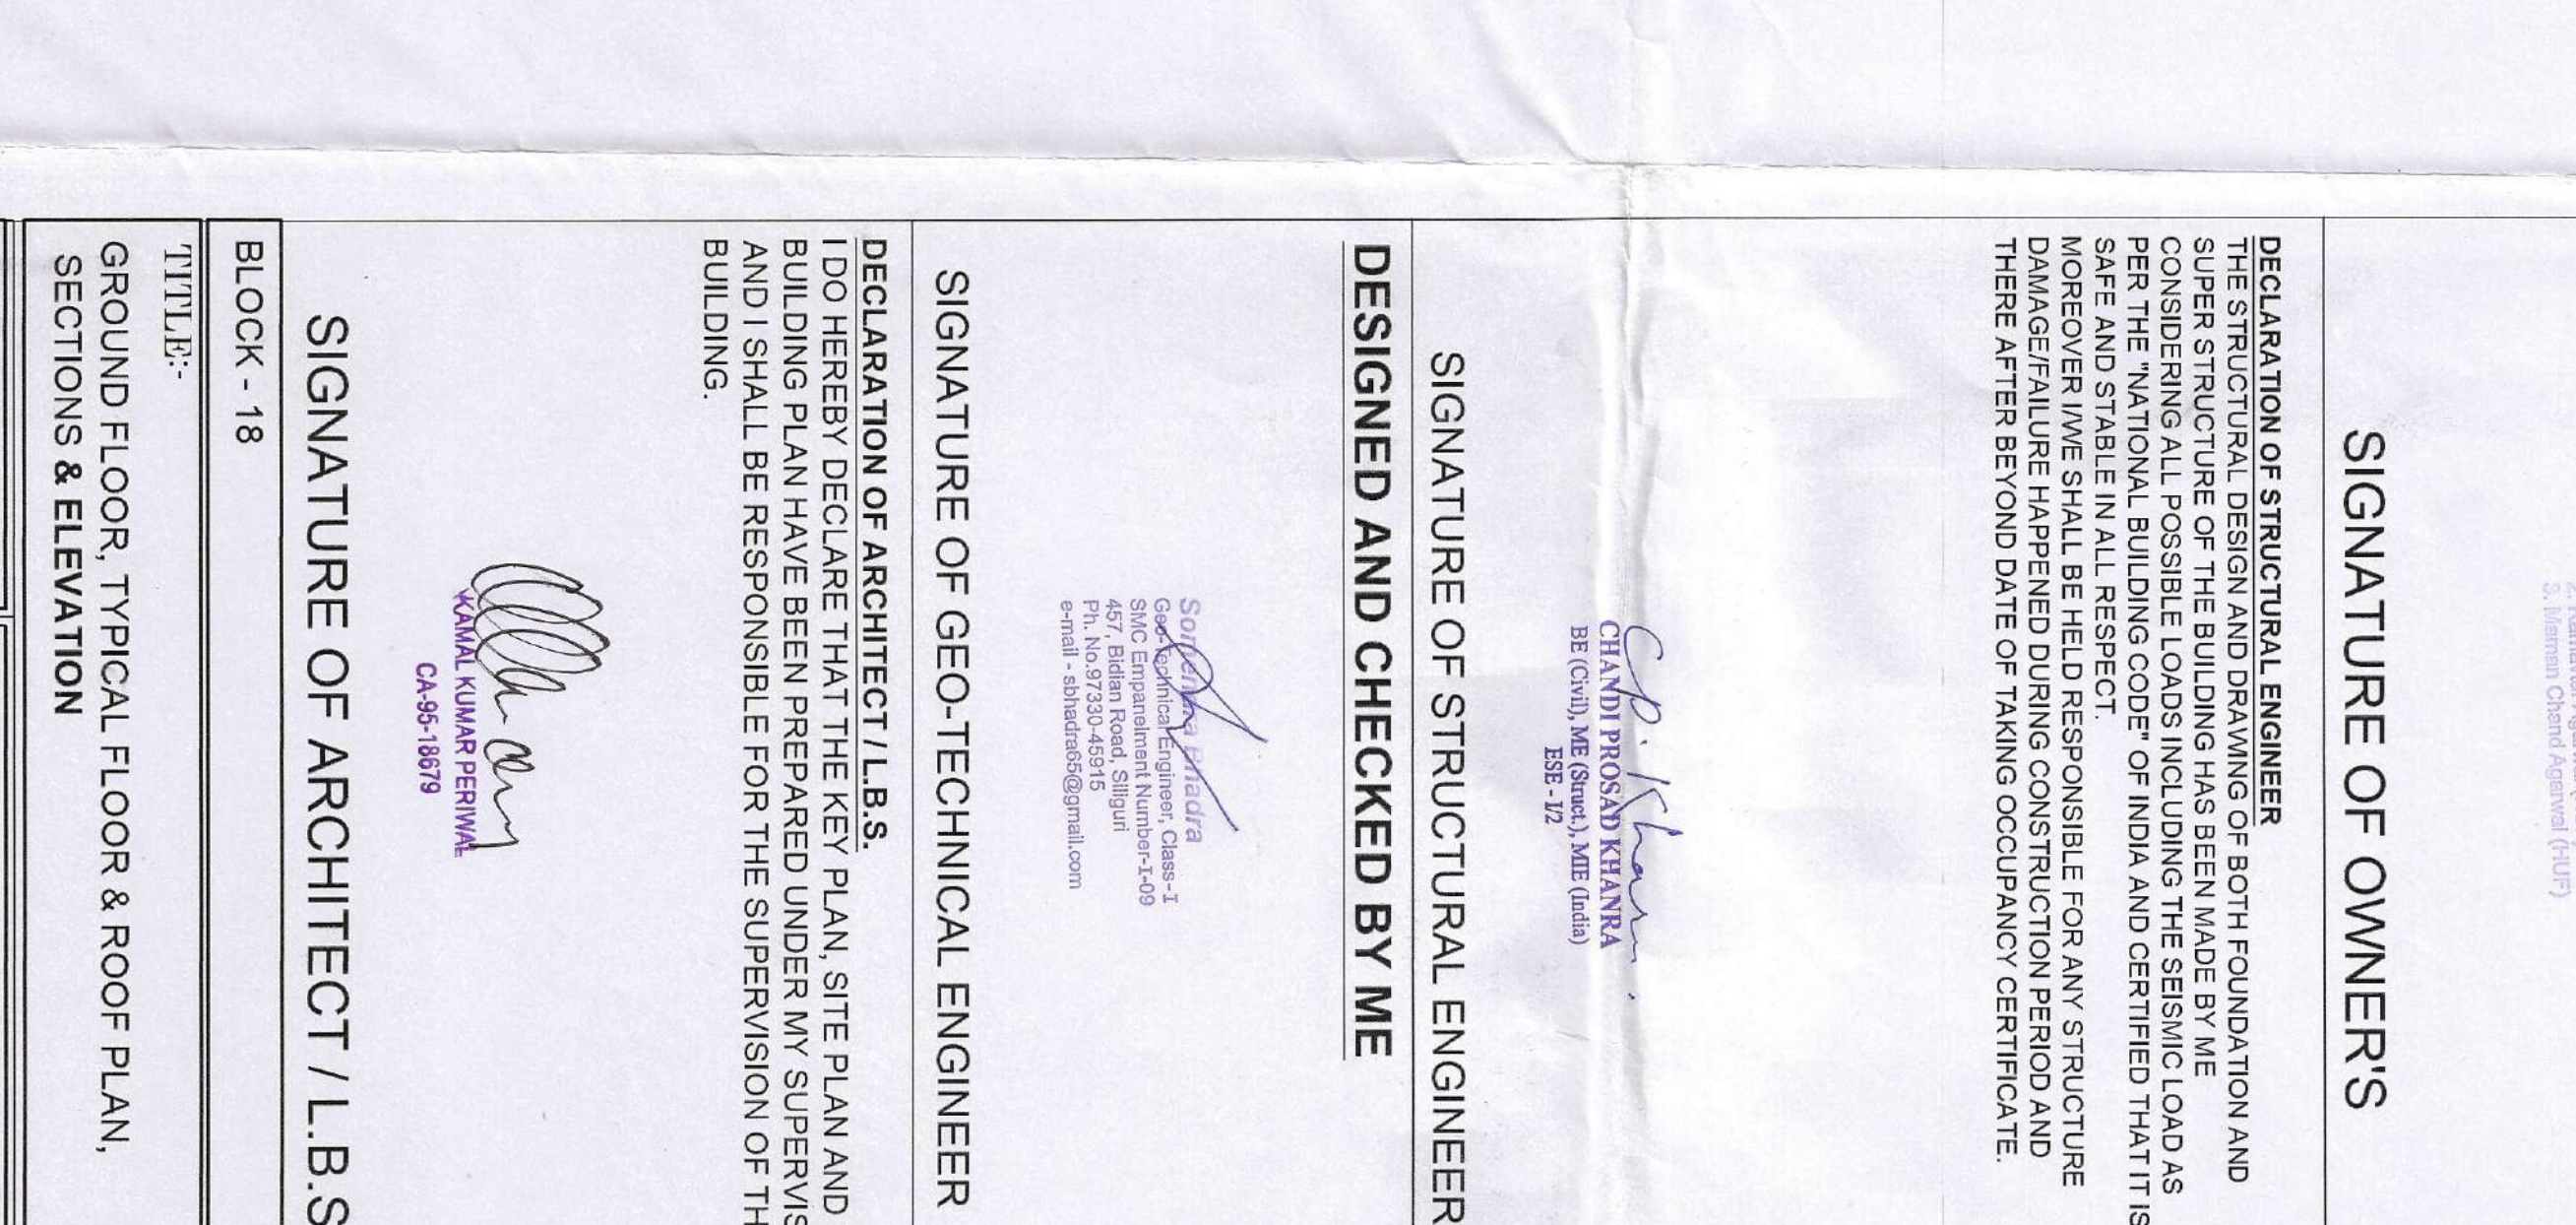 3. Maman Chand Agarwal (HUF)
SIGNATURE OF OWNER'S
DECLARATION OF STRUCTURAL ENGINEER
THE STRUCTURAL DESIGN AND DRAWING OF BOTH FOUNDATION AND
SUPER STRUCTURE OF THE BUILDING HAS BEEN MADE BY ME
CONSIDERING ALL POSSIBLE LOADS INCLUDING THE SEISMIC LOAD AS
PER THE "NATIONAL BUILDING CODE" OF INDIA AND CERTIFIED THAT IT IS
SAFE AND STABLE IN ALL RESPECT.
MOREOVER I/WE SHALL BE HELD RESPONSIBLE FOR ANY STRUCTURE
DAMAGE/FAILURE HAPPENED DURING CONSTRUCTION PERIOD AND
THERE AFTER BEYOND DATE OF TAKING OCCUPANCY CERTIFICATE.
C.P. Khanra.
CHANDI PROSAD KHANRA
BE (Civil), ME (Struct.), MIE (India)
ESE - I/2
SIGNATURE OF STRUCTURAL ENGINEER
DESIGNED AND CHECKED BY ME
Bhadra
Geo-Technical Engineer, Class-I
SMC Empanelment Number-I-09
457, Bidian Road, Siliguri
Ph. No.97330-45915
e-mail - sbhadra65@gmail.com
SIGNATURE OF GEO-TECHNICAL ENGINEER
DECLARATION OF ARCHITECT / L.B.S.
I DO HEREBY DECLARE THAT THE KEY PLAN, SITE PLAN AND
BUILDING PLAN HAVE BEEN PREPARED UNDER MY SUPERVIS
AND I SHALL BE RESPONSIBLE FOR THE SUPERVISION OF TH
BUILDING.
KAMAL KUMAR PERIWAL
CA-95-18679
SIGNATURE OF ARCHITECT / L.B.S
BLOCK - 18
TITLE:-
GROUND FLOOR, TYPICAL FLOOR & ROOF PLAN,
SECTIONS & ELEVATION